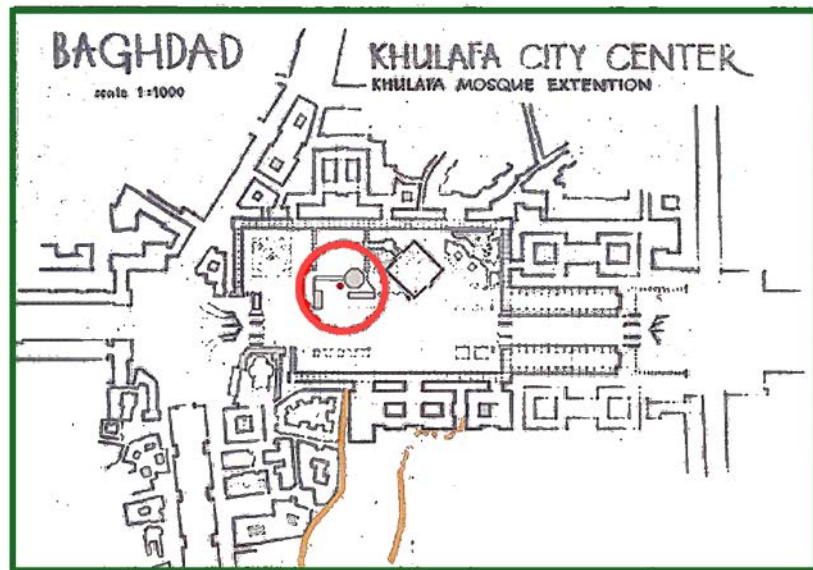 BAGHDAD
KHULAFA CITY CENTER
scale 1:1000
KHULAFA MOSQUE EXTENTION